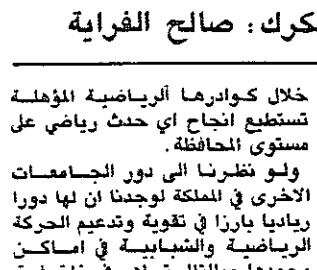 كرك : صالح الفراية
خلال كوادرها الرياضية المؤهلة
تستطيع انجاح اي حدث رياضي على
مستوى المحافظة .
ولو نظرنا الى دور الجامعات
الاخرى في المملكة لوجدنا ان لها دورا
رياديا بارزا في تقوية وتدعيم الحركة
الرياضية والشبابية في اماكن